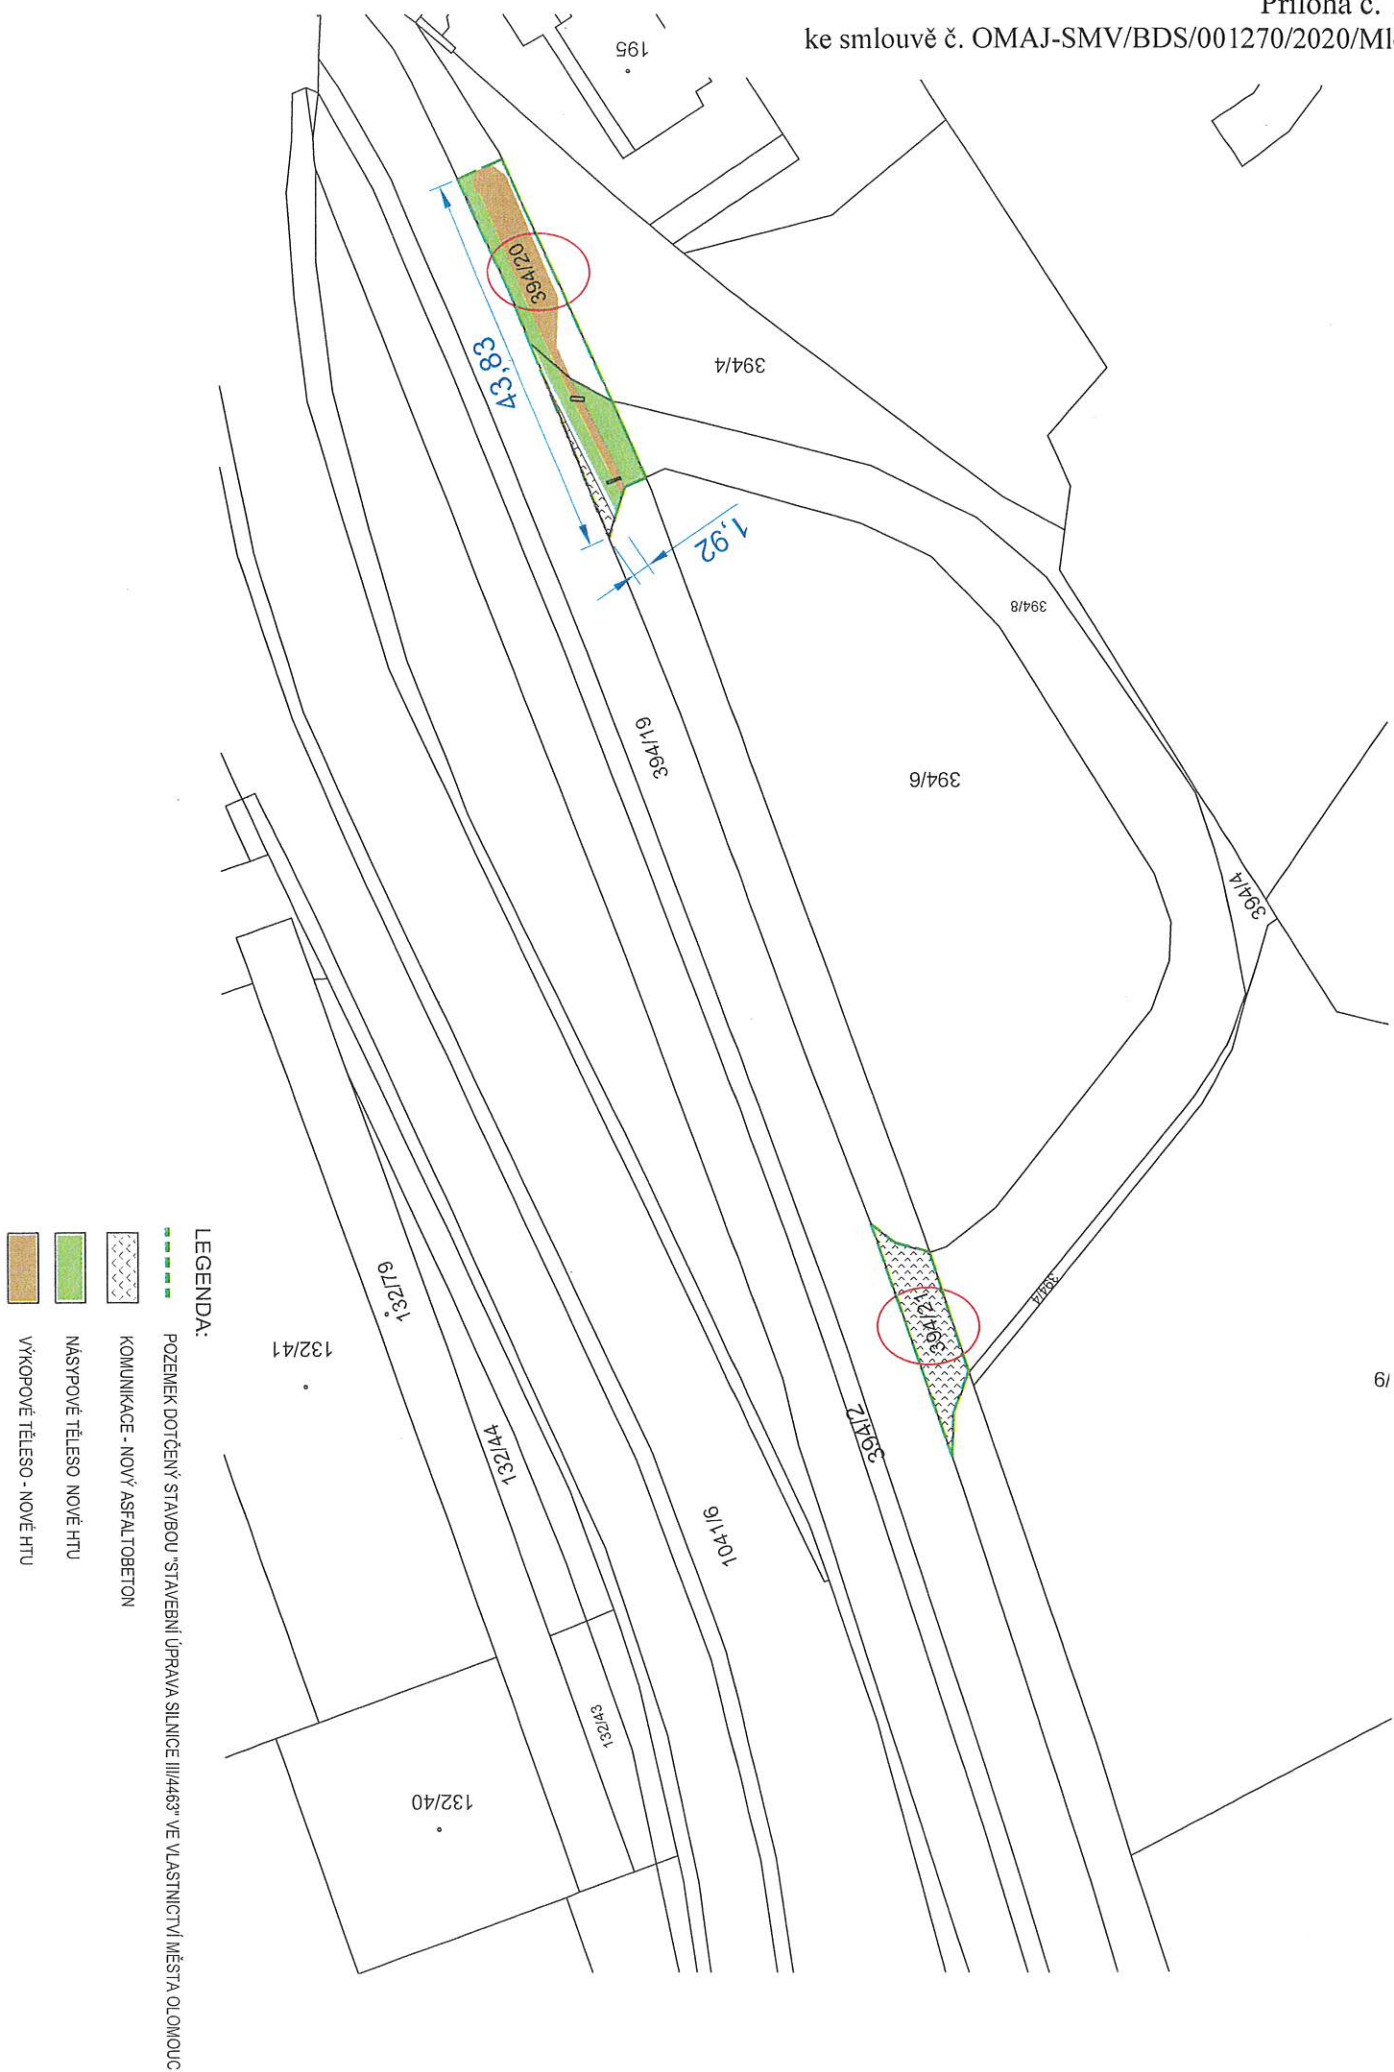 Příloha č.
ke smlouvě č. OMAJ-SMV/BDS/001270/2020/Ml
195
394/20
43,83
394/4
1,92
394/8
394/19
394/6
394/4
394/21
394/4
6/
394/2
132/79
132/41
132/44
1041/6
132/43
132/40
LEGENDA:
POZEMEK DOTČENÝ STAVBOU "STAVEBNÍ ÚPRAVA SILNICE III/4463" VE VLASTNICTVÍ MĚSTA OLOMOUC
KOMUNIKACE - NOVÝ ASFALTOBETON
NÁSYPOVÉ TĚLESO NOVÉ HTU
VÝKOPOVÉ TĚLESO - NOVÉ HTU